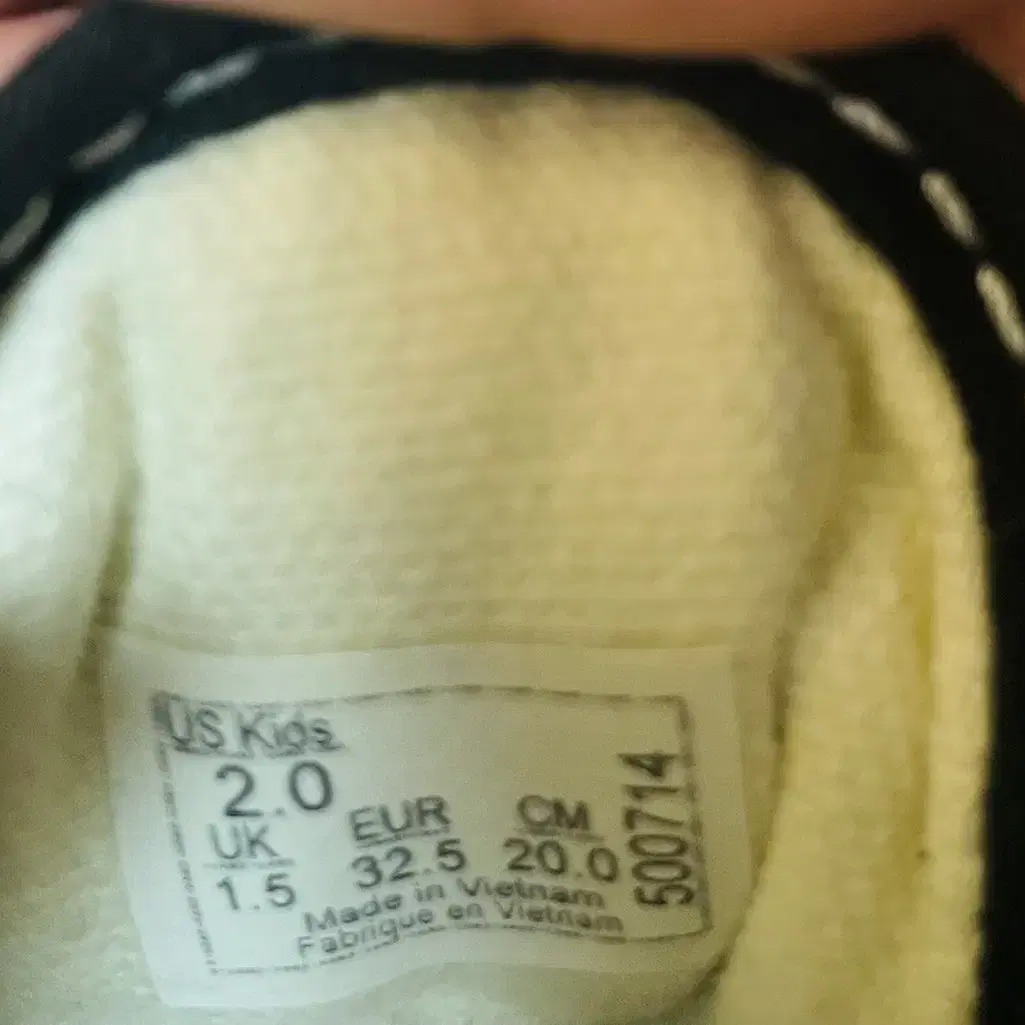 US Kids
2.0
UK EUR CM
1.5 32.5 20.0
Made in Vietnam
Fabrique en Vietnam
500714